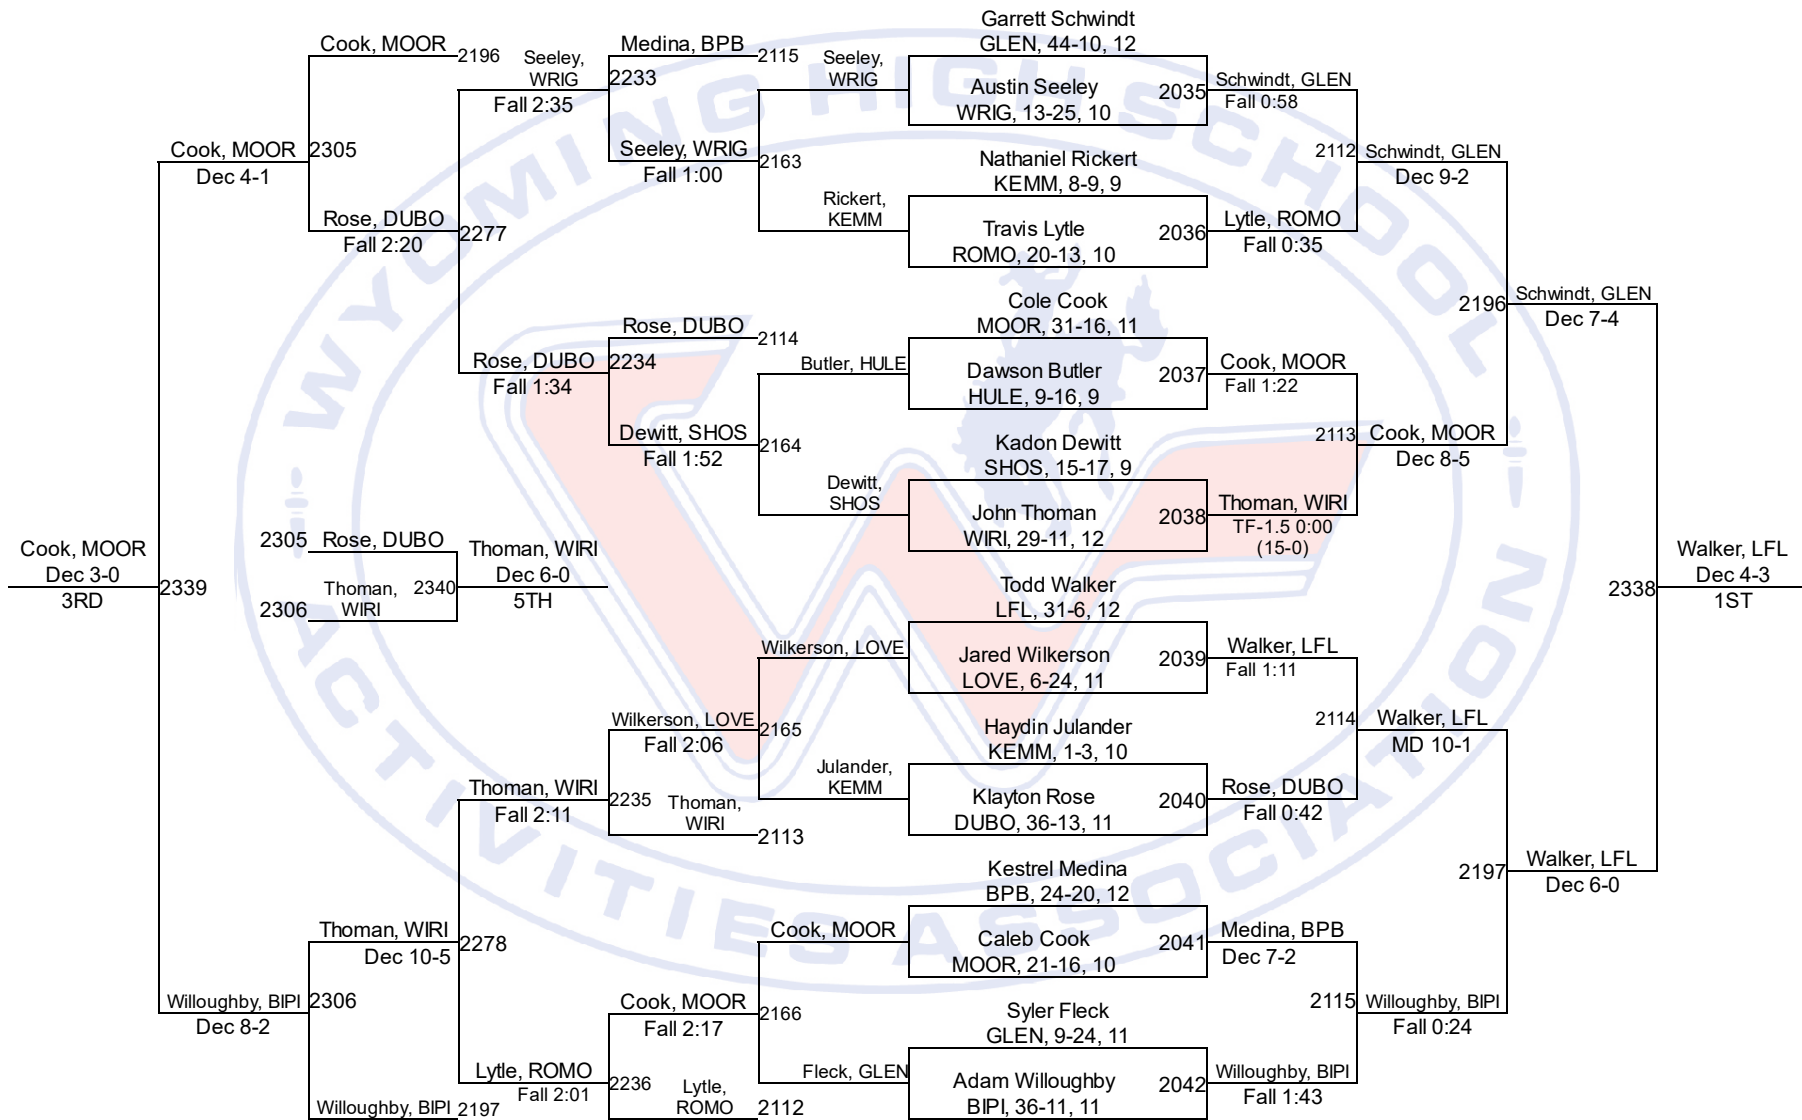 WYOMING HIGH SCHOOL
ACTIVITIES ASSOCIATION
Cook, MOOR
2196
Seeley,
WRIG
Fall 2:35
Medina, BPB
2115
2233
Seeley, WRIG
Fall 1:00
2163
Seeley,
WRIG
Rickert,
KEMM
Cook, MOOR
Dec 4-1
2305
Rose, DUBO
Fall 2:20
2277
Rose, DUBO
Fall 1:34
2234
Rose, DUBO
2114
Dewitt, SHOS
Fall 1:52
2164
Butler, HULE
Dewitt,
SHOS
Garrett Schwindt
GLEN, 44-10, 12
Austin Seeley
WRIG, 13-25, 10
2035
Schwindt, GLEN
Fall 0:58
Nathaniel Rickert
KEMM, 8-9, 9
Travis Lytle
ROMO, 20-13, 10
2036
Lytle, ROMO
Fall 0:35
2112
Schwindt, GLEN
Dec 9-2
Cole Cook
MOOR, 31-16, 11
Dawson Butler
HULE, 9-16, 9
2037
Cook, MOOR
Fall 1:22
Kadon Dewitt
SHOS, 15-17, 9
John Thoman
WIRI, 29-11, 12
2038
Thoman, WIRI
TF-1.5 0:00
(15-0)
2113
Cook, MOOR
Dec 8-5
2196
Schwindt, GLEN
Dec 7-4
Cook, MOOR
Dec 3-0
3RD
2339
2305
Rose, DUBO
2306
Thoman,
WIRI
2340
Thoman, WIRI
Dec 6-0
5TH
2338
Walker, LFL
Dec 4-3
1ST
Todd Walker
LFL, 31-6, 12
Jared Wilkerson
LOVE, 6-24, 11
2039
Walker, LFL
Fall 1:11
Haydin Julander
KEMM, 1-3, 10
Klayton Rose
DUBO, 36-13, 11
2040
Rose, DUBO
Fall 0:42
2114
Walker, LFL
MD 10-1
Wilkerson, LOVE
Julander,
KEMM
Wilkerson, LOVE
Fall 2:06
2165
Thoman, WIRI
Fall 2:11
2235
Thoman,
WIRI
2113
Kestrel Medina
BPB, 24-20, 12
Caleb Cook
MOOR, 21-16, 10
2041
Medina, BPB
Dec 7-2
Syler Fleck
GLEN, 9-24, 11
Adam Willoughby
BIPI, 36-11, 11
2042
Willoughby, BIPI
Fall 1:43
2115
Willoughby, BIPI
Fall 0:24
2197
Walker, LFL
Dec 6-0
Cook, MOOR
Fleck, GLEN
Cook, MOOR
Fall 2:17
2166
Thoman, WIRI
Dec 10-5
2278
Lytle, ROMO
Fall 2:01
2236
Lytle,
ROMO
2112
Willoughby, BIPI
Dec 8-2
2306
Willoughby, BIPI
2197